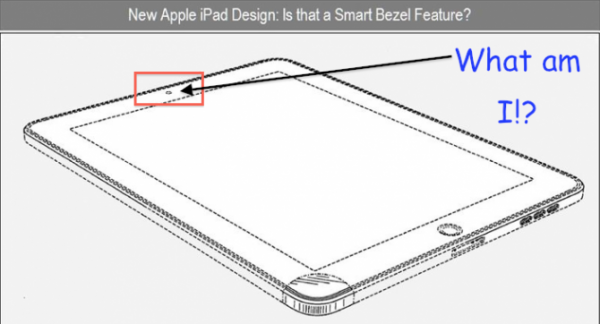 New Apple iPad Design: Is that a Smart Bezel Feature?
What am
I!?